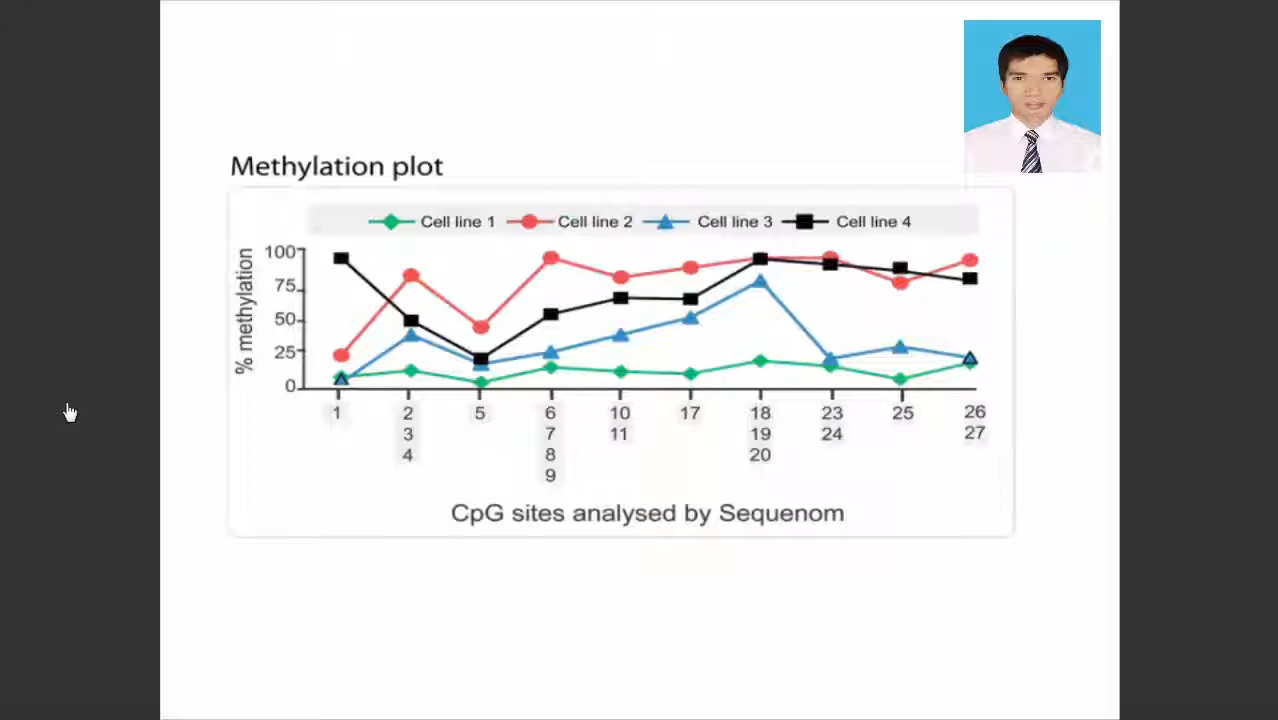 Methylation plot
Cell line 1 Cell line 2 Cell line 3 Cell line 4
% methylation
100
75
50
25
0
1 2 5 6 10 17 18 23 25 26
3 7 11 19 24 27
4 8 20
9
CpG sites analysed by Sequenom